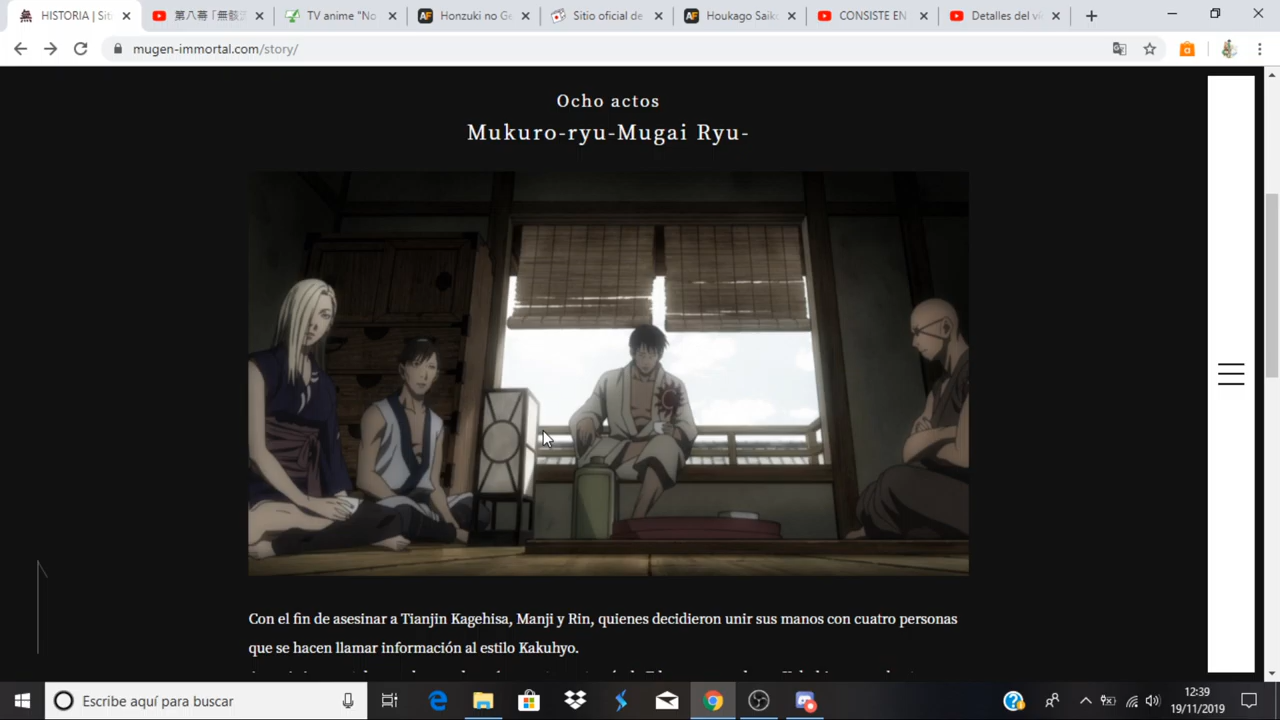 HISTORIA | Siti
第八幕「無骸流
TV anime "No
Honzuki no Ge
Sitio oficial de
Houkago Saiko
CONSISTE EN
Detalles del ví
mugen-immortal.com/story/
Ocho actos
Mukuro-ryu-Mugai Ryu-
Con el fin de asesinar a Tianjin Kagehisa, Manji y Rin, quienes decidieron unir sus manos con cuatro personas
que se hacen llamar información al estilo Kakuhyo.
Escribe aquí para buscar
12:39
19/11/2019